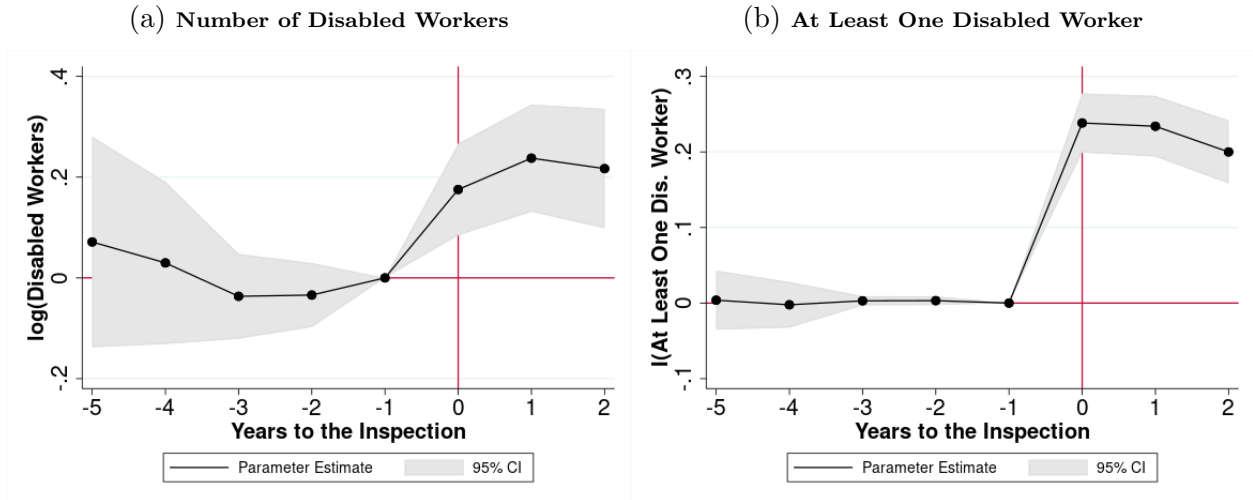 (a) Number of Disabled Workers
log(Disabled Workers)
.4
.2
0
-.2
-5 -4 -3 -2 -1 0 1 2
Years to the Inspection
Parameter Estimate 95% CI
(b) At Least One Disabled Worker
I(At Least One Dis. Worker)
.3
.2
.1
0
-.1
-5 -4 -3 -2 -1 0 1 2
Years to the Inspection
Parameter Estimate 95% CI